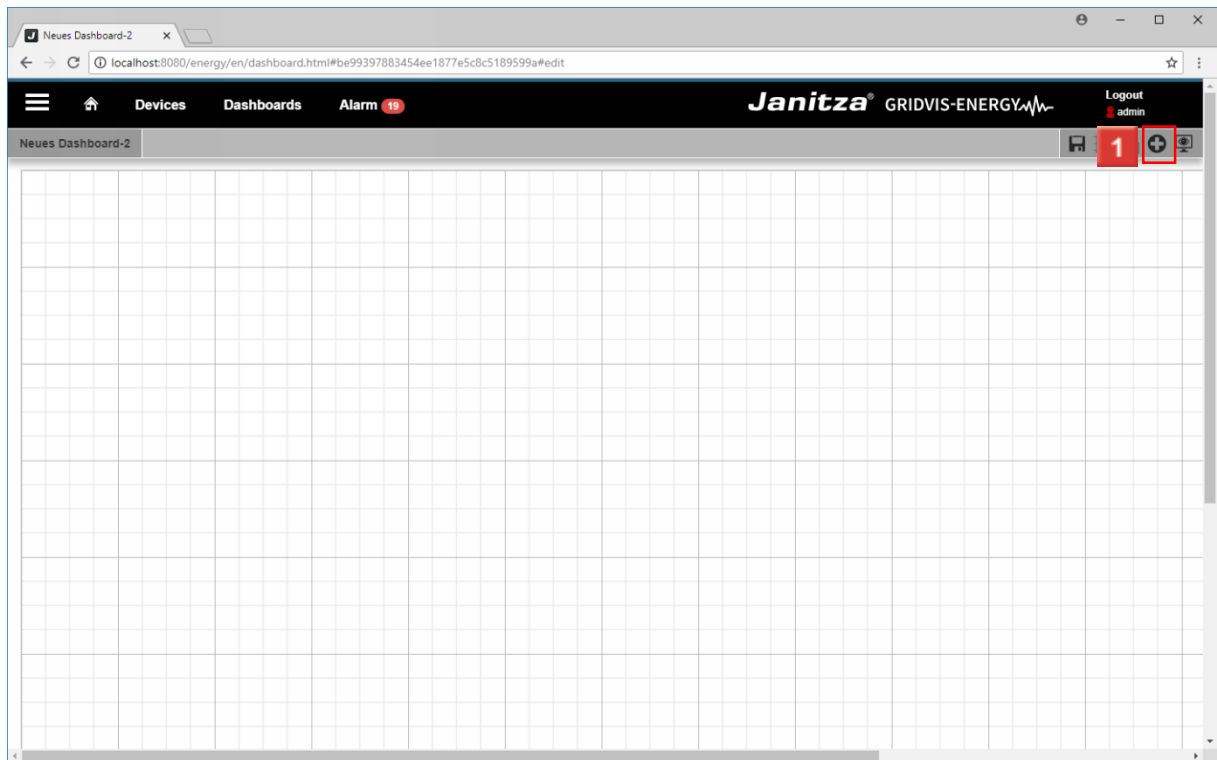 Neues Dashboard-2
localhost:8080/energy/en/dashboard.html#be99397883454ee1877e5c8c5189599a#edit
Devices Dashboards Alarm 19 Janitza® GRIDVIS-ENERGY Logout
admin
Neues Dashboard-2 1